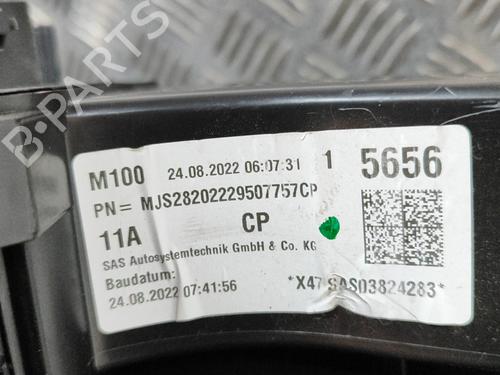 M100 24.08.2022 06:07:31 1 5656
PN= MJS28202229507757CP
11A CP
SAS Autosystemtechnik GmbH & Co. KG
Baudatum:
24.08.2022 07:41:56 *X47 SAS03824283*
B-PARTS